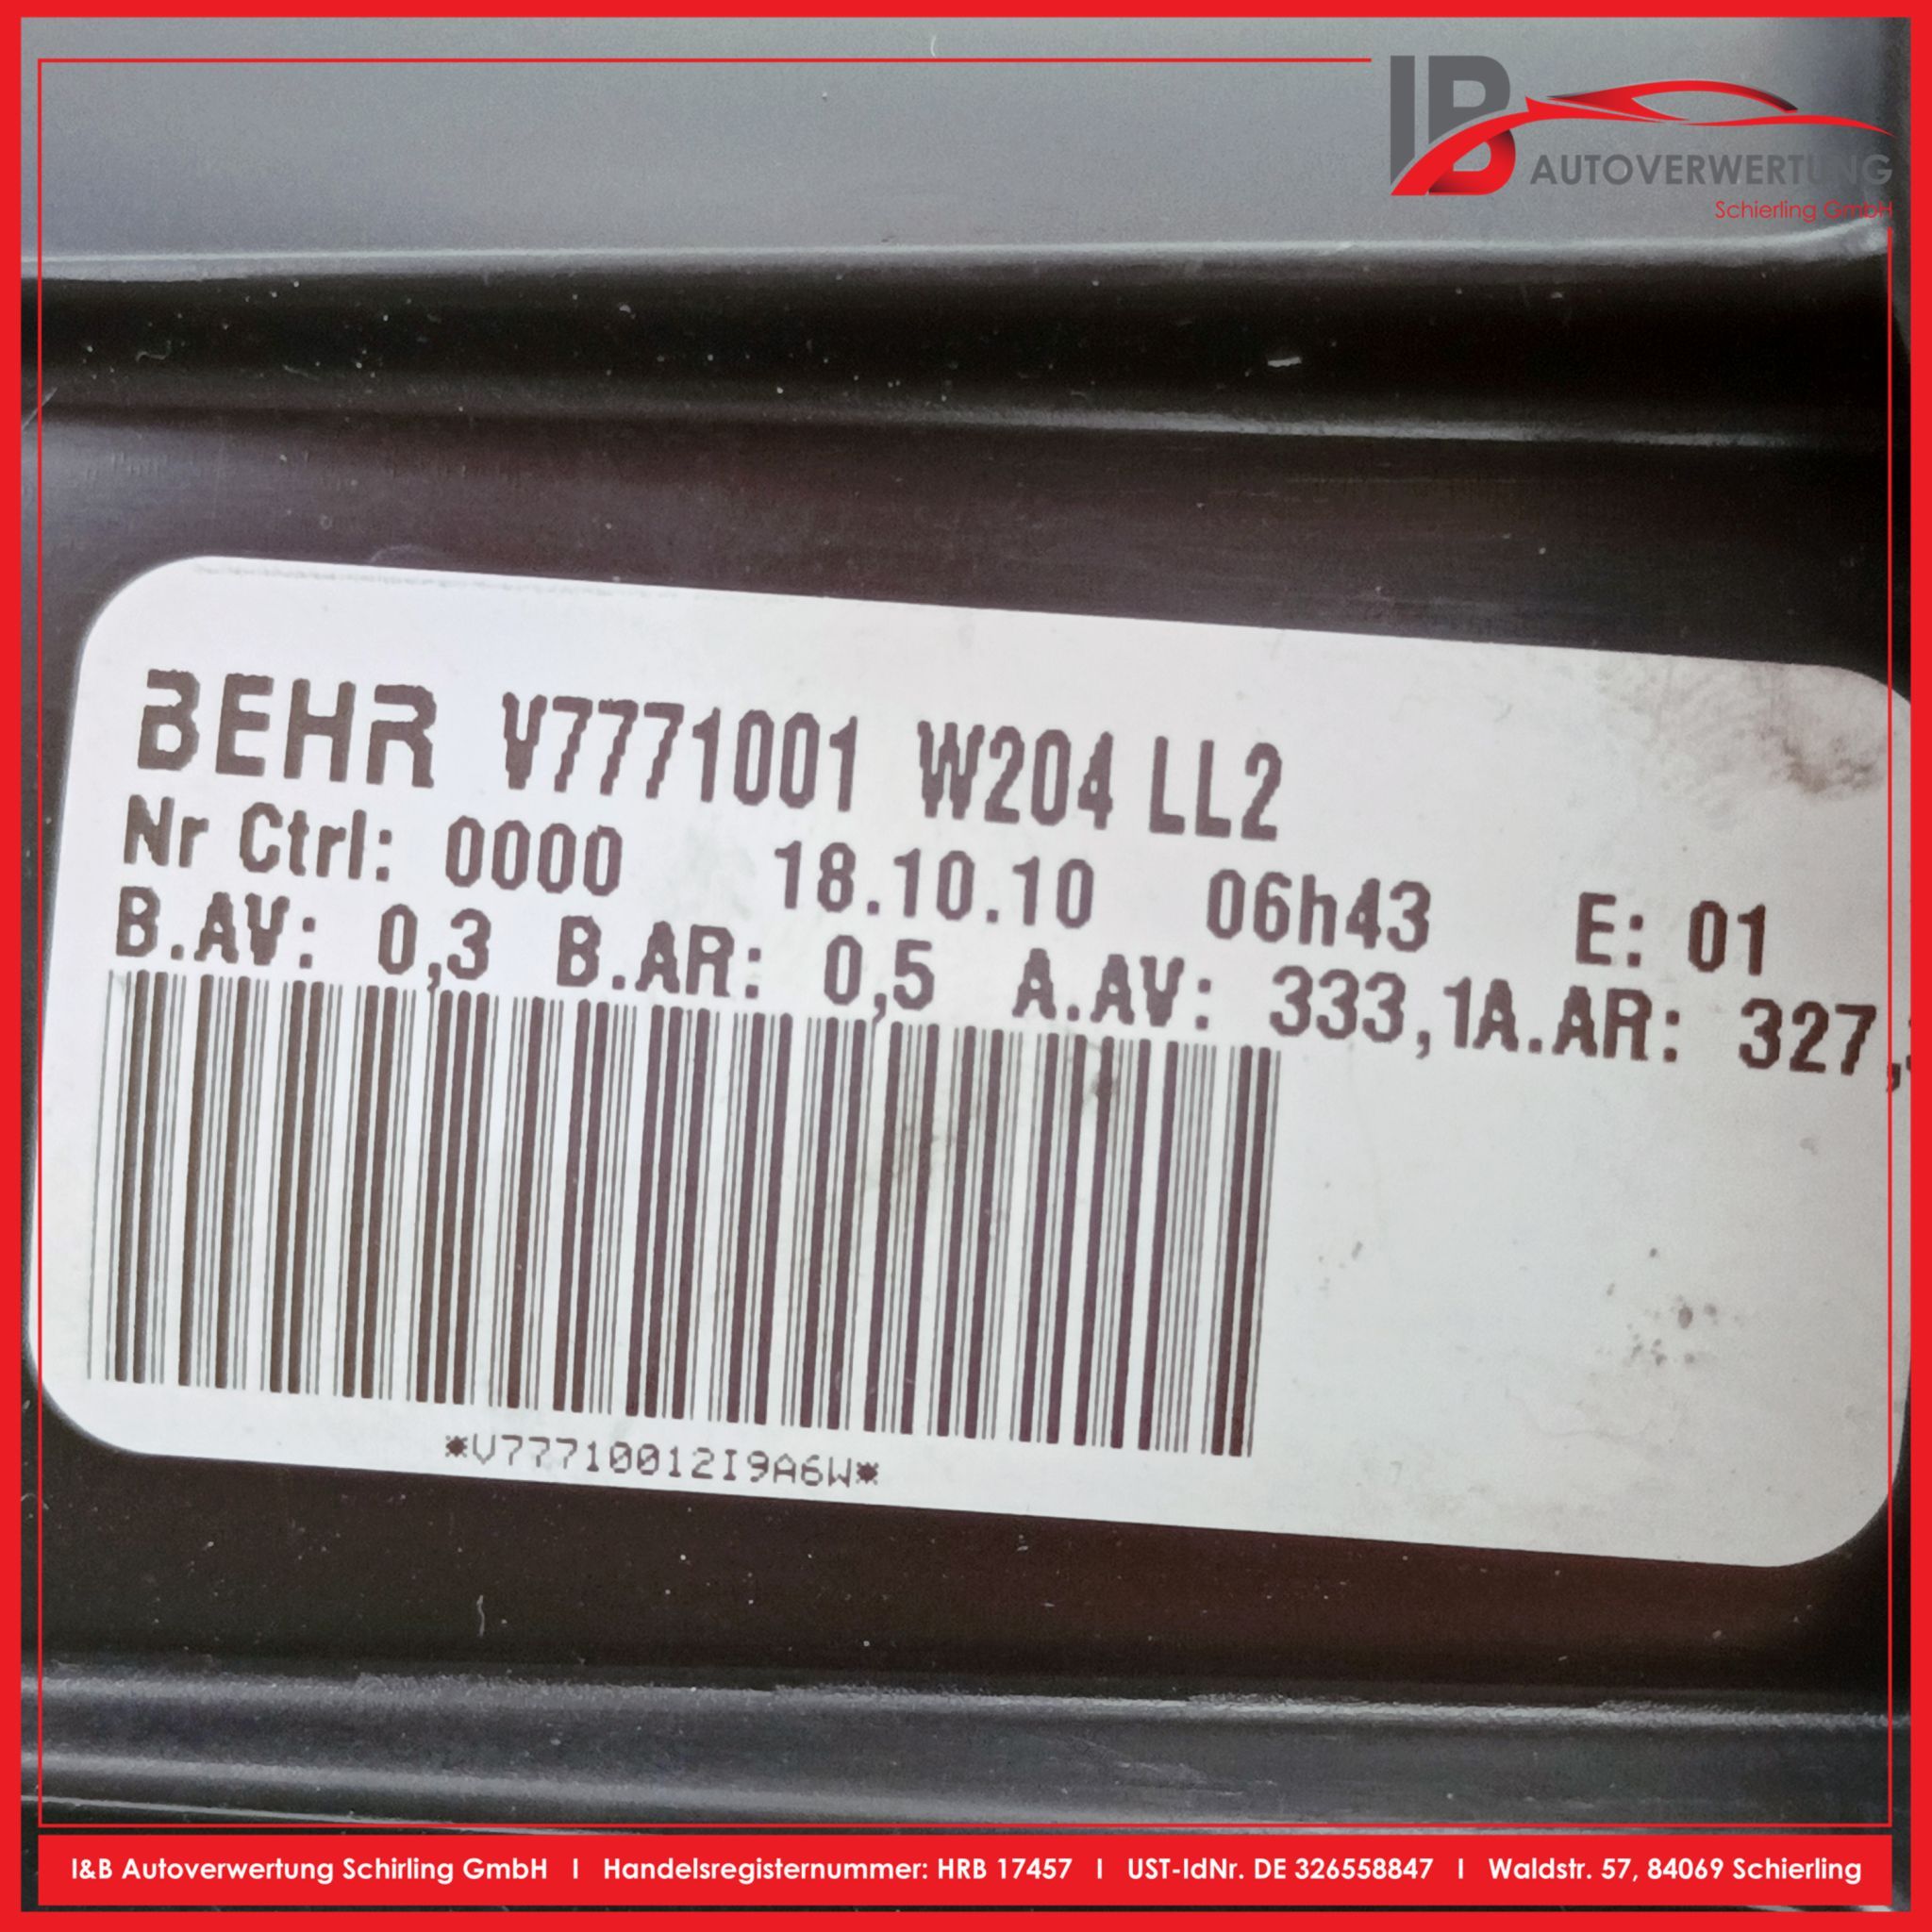 IB AUTOVERWERTUNG
Schierling GmbH
BEHR V7771001 W204 LL2
Nr Ctrl: 0000 18.10.10 06h43 E: 01
B.AV: 0,3 B.AR: 0,5 A.AV: 333,1A.AR: 327,
*V77710012I9A6W*
I&B Autoverwertung Schirling GmbH I Handelsregisternummer: HRB 17457 I UST-IdNr. DE 326558847 I Waldstr. 57, 84069 Schierling